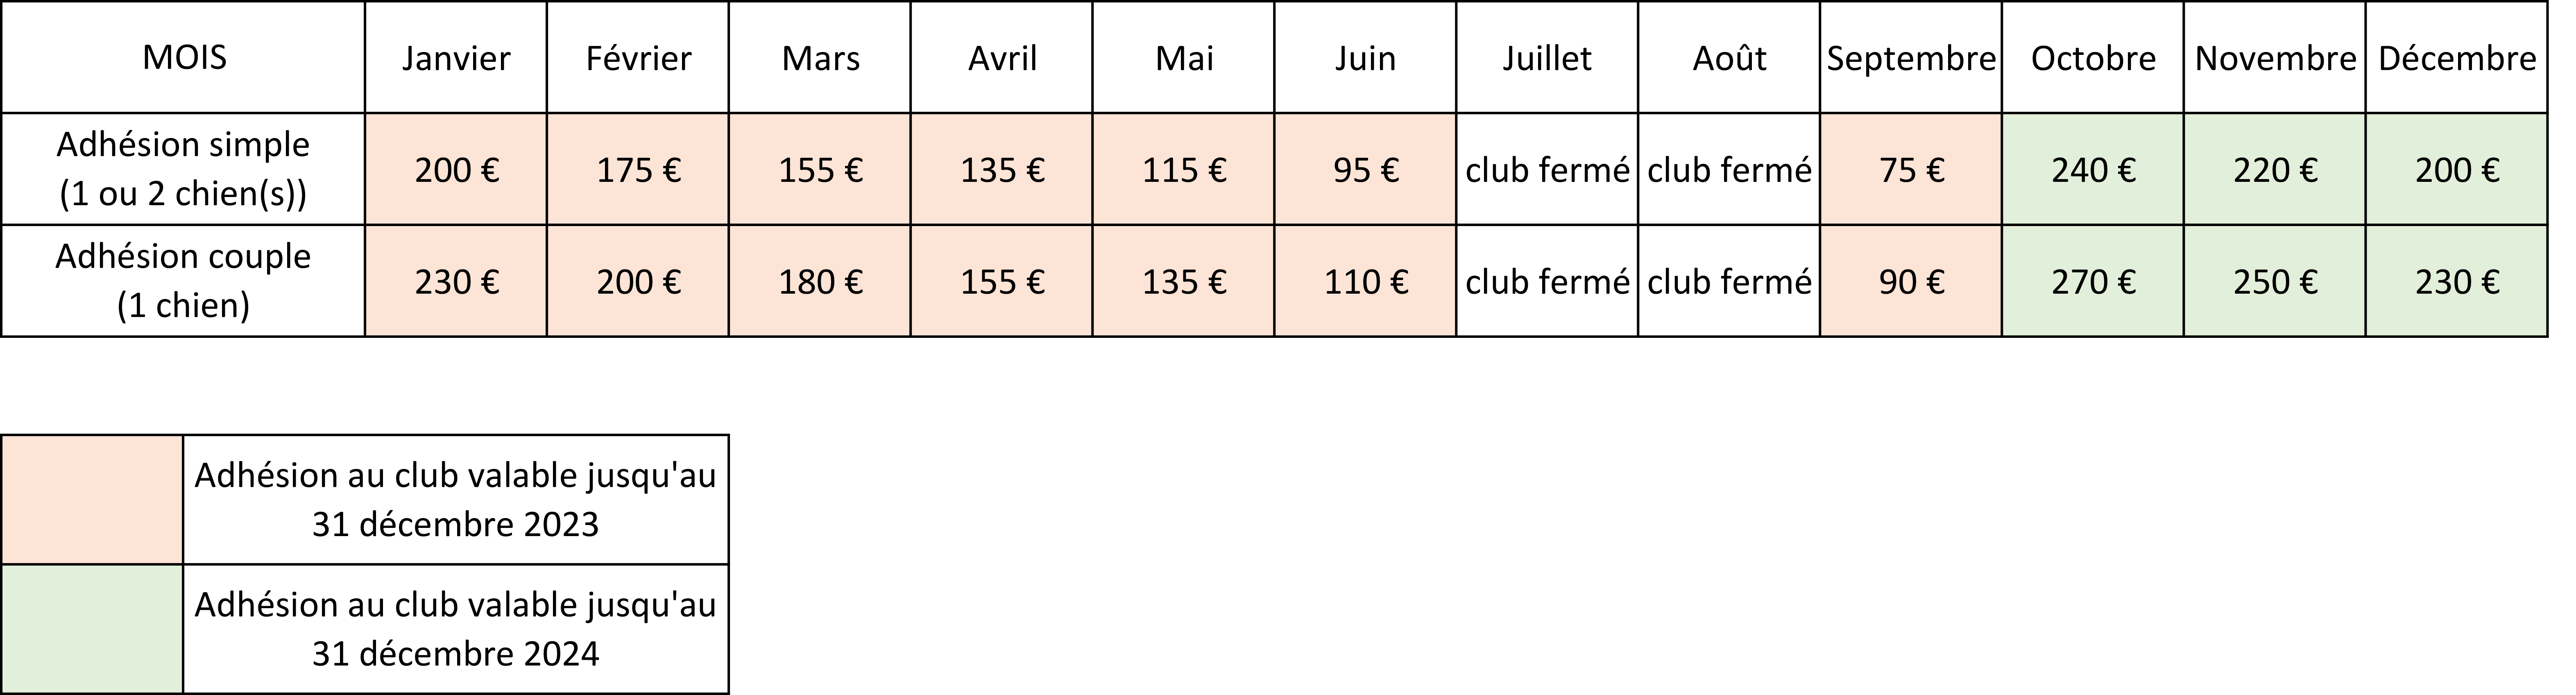 MOIS Janvier Février Mars Avril Mai Juin Juillet Août Septembre Octobre Novembre Décembre
Adhésion simple
(1 ou 2 chien(s))
200 € 175 € 155 € 135 € 115 € 95 € club fermé club fermé 75 € 240 € 220 € 200 €
Adhésion couple
(1 chien)
230 € 200 € 180 € 155 € 135 € 110 € club fermé club fermé 90 € 270 € 250 € 230 €
Adhésion au club valable jusqu'au
31 décembre 2023
Adhésion au club valable jusqu'au
31 décembre 2024